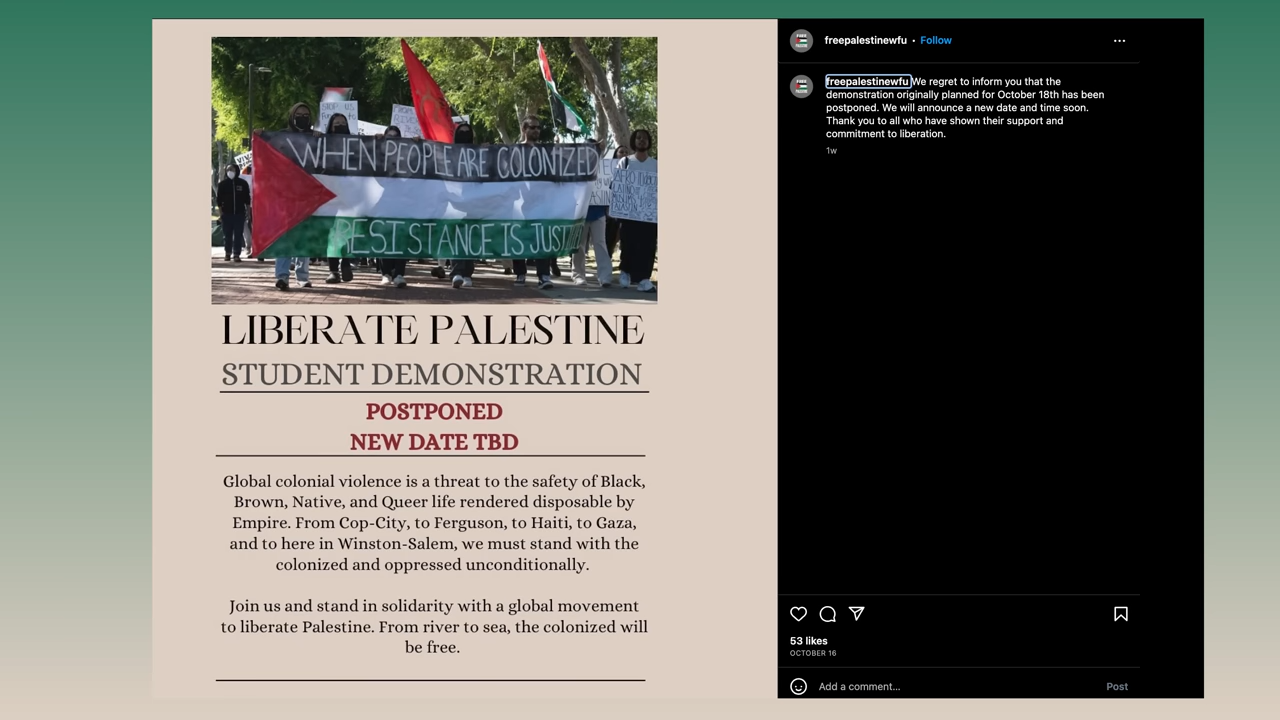 WHEN PEOPLE ARE COLONIZED
RESISTANCE IS JUST
LIBERATE PALESTINE
STUDENT DEMONSTRATION
POSTPONED
NEW DATE TBD
Global colonial violence is a threat to the safety of Black,
Brown, Native, and Queer life rendered disposable by
Empire. From Cop-City, to Ferguson, to Haiti, to Gaza,
and to here in Winston-Salem, we must stand with the
colonized and oppressed unconditionally.
Join us and stand in solidarity with a global movement
to liberate Palestine. From river to sea, the colonized will
be free.
freepalestinewfu • Follow
freepalestinewfu We regret to inform you that the
demonstration originally planned for October 18th has been
postponed. We will announce a new date and time soon.
Thank you to all who have shown their support and
commitment to liberation.
1w
53 likes
OCTOBER 16
Add a comment...
Post